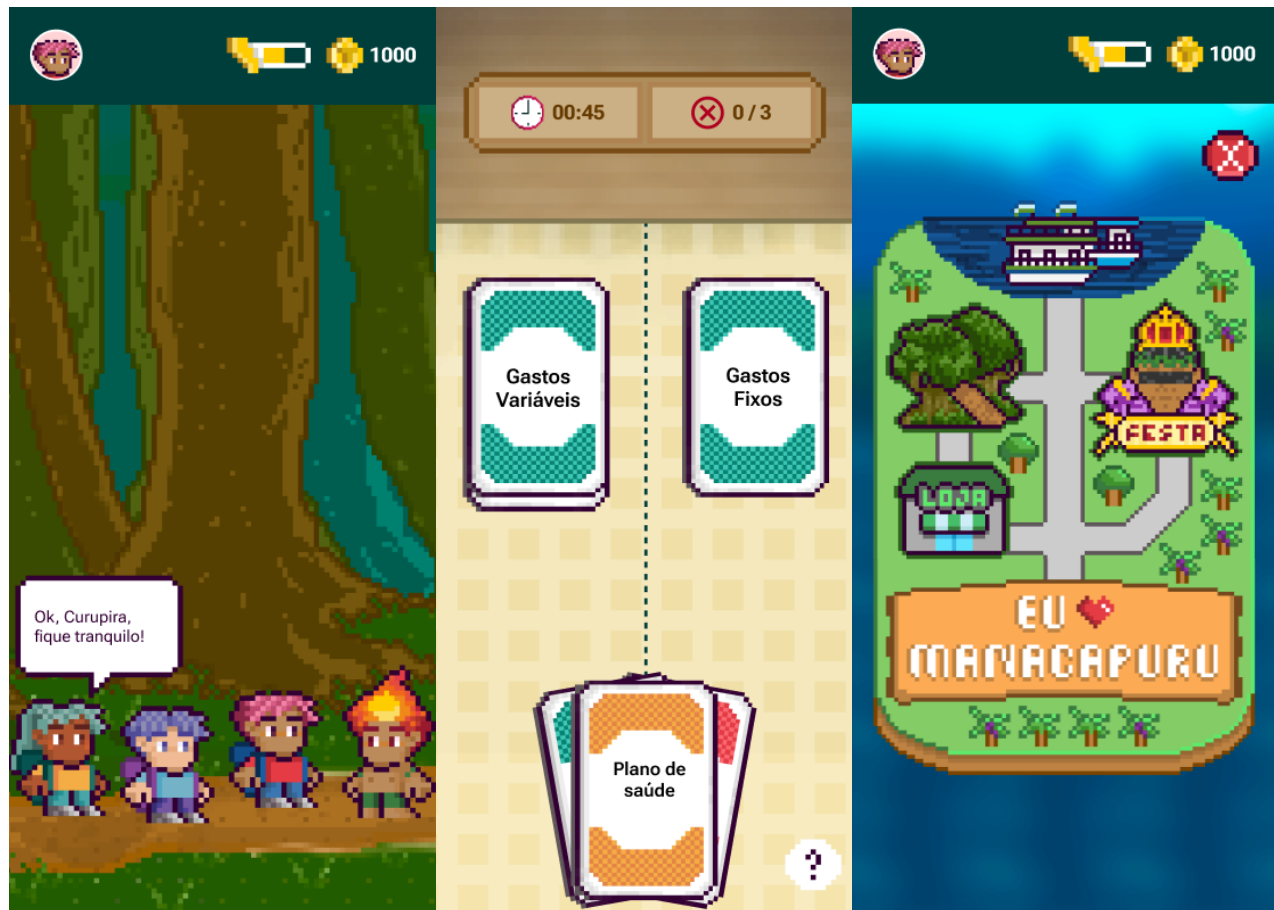 1000
Ok, Curupira,
fique tranquilo!
00:45
0 / 3
Gastos
Variáveis
Gastos
Fixos
Plano de
saúde
?
1000
X
FESTA
LOJA
EU ❤
MANACAPURU